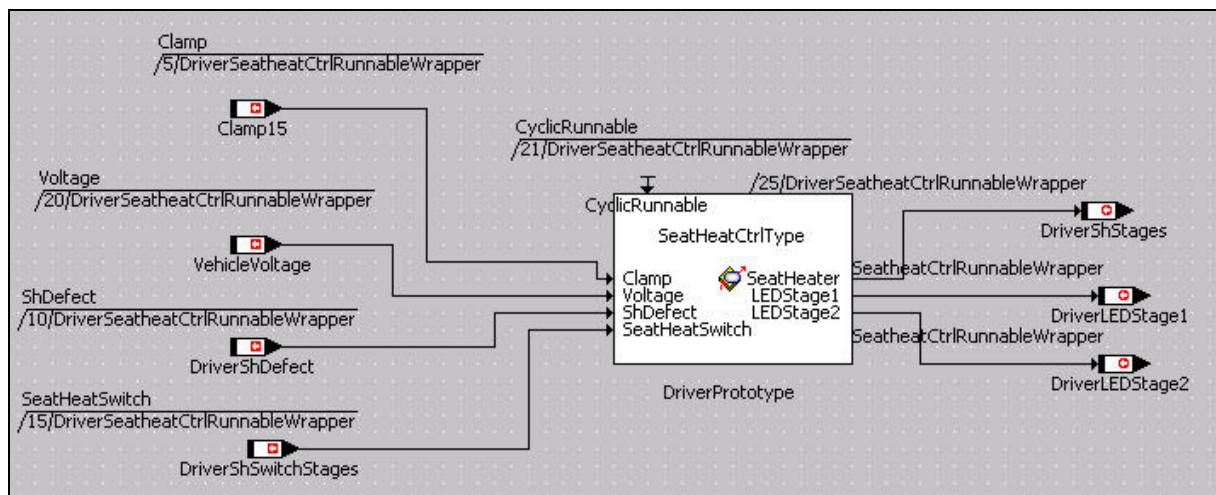 Clamp
/5/DriverSeatheatCtrlRunnableWrapper
Clamp15
CyclicRunnable
/21/DriverSeatheatCtrlRunnableWrapper
Voltage
/20/DriverSeatheatCtrlRunnableWrapper
/25/DriverSeatheatCtrlRunnableWrapper
CyclicRunnable
SeatHeatCtrlType
DriverShStages
VehicleVoltage
Clamp
SeatHeater
SeatheatCtrlRunnableWrapper
Voltage
LEDStage1
ShDefect
LEDStage2
DriverLEDStage1
ShDefect
/10/DriverSeatheatCtrlRunnableWrapper
SeatHeatSwitch
SeatheatCtrlRunnableWrapper
DriverShDefect
DriverLEDStage2
DriverPrototype
SeatHeatSwitch
/15/DriverSeatheatCtrlRunnableWrapper
DriverShSwitchStages